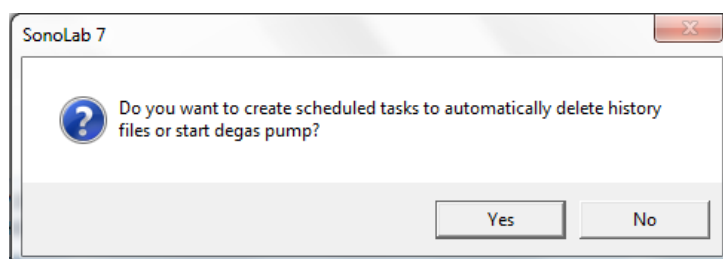 SonoLab 7
Do you want to create scheduled tasks to automatically delete history
files or start degas pump?
Yes
No